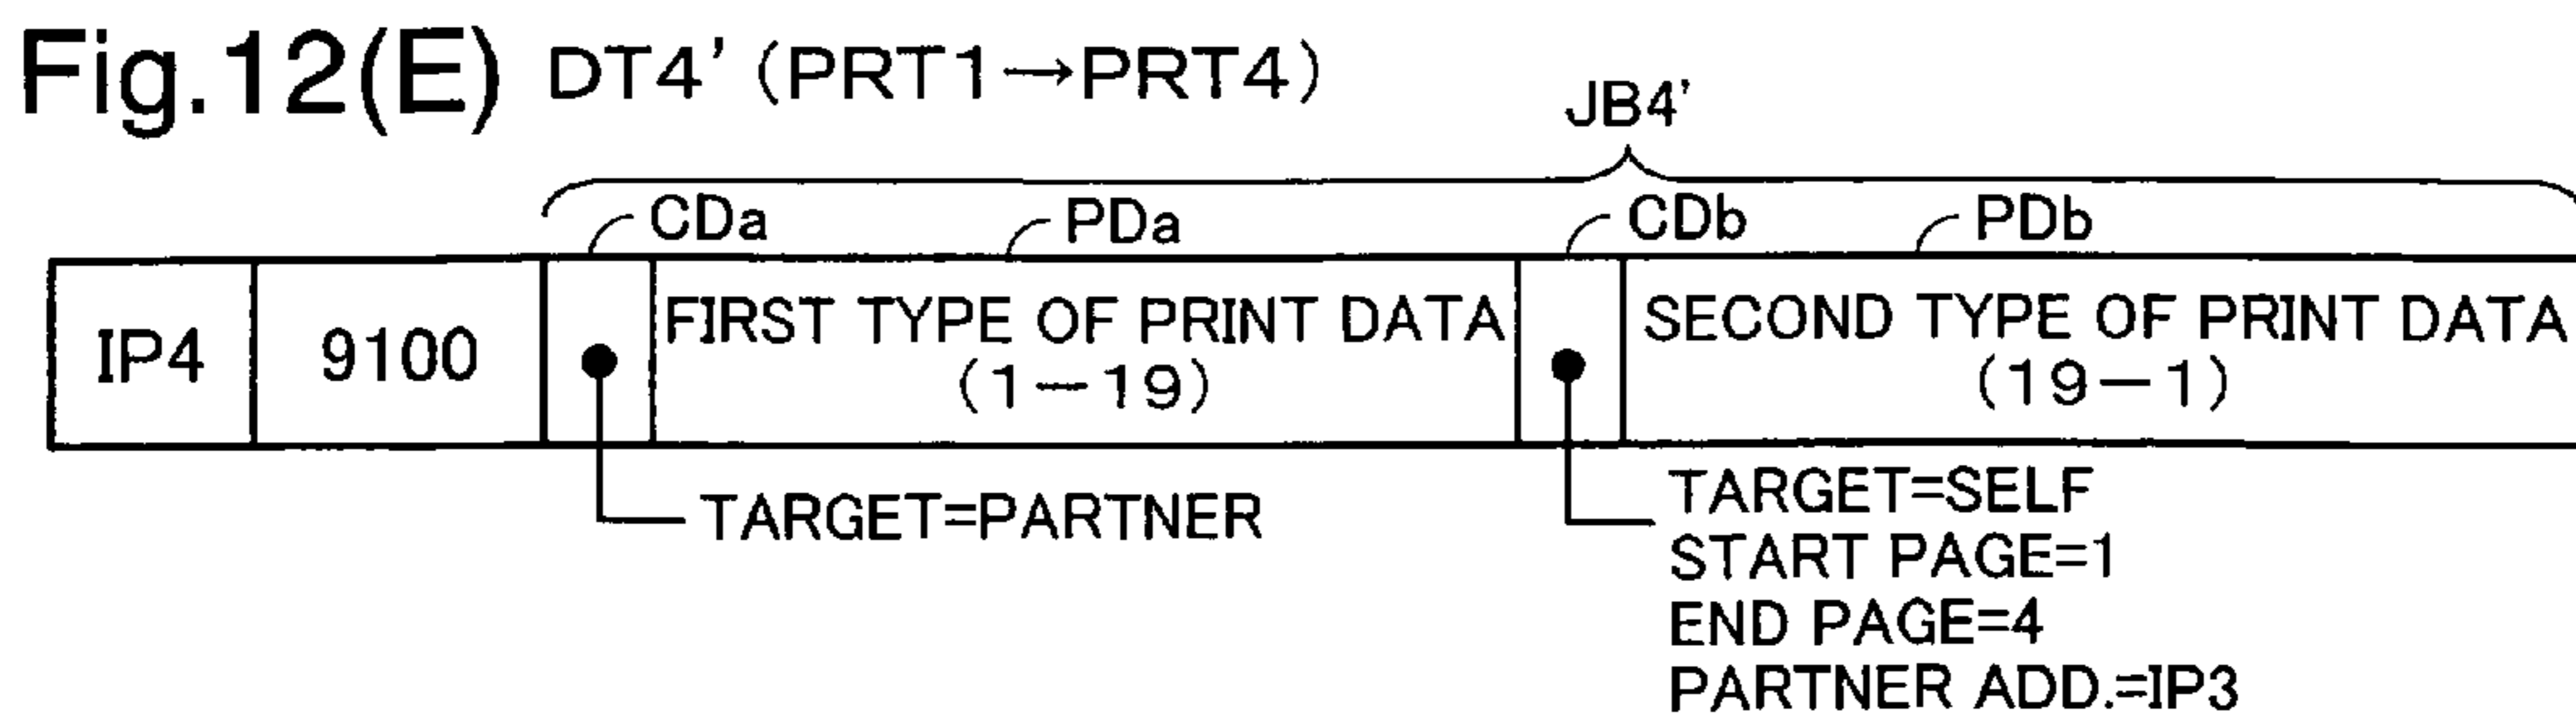 Fig.12(E) DT4' (PRT1→PRT4)
JB4'
CDa PDa CDb PDb
IP4 9100 FIRST TYPE OF PRINT DATA SECOND TYPE OF PRINT DATA
(1-19) (19-1)
TARGET=PARTNER
TARGET=SELF
START PAGE=1
END PAGE=4
PARTNER ADD.=IP3